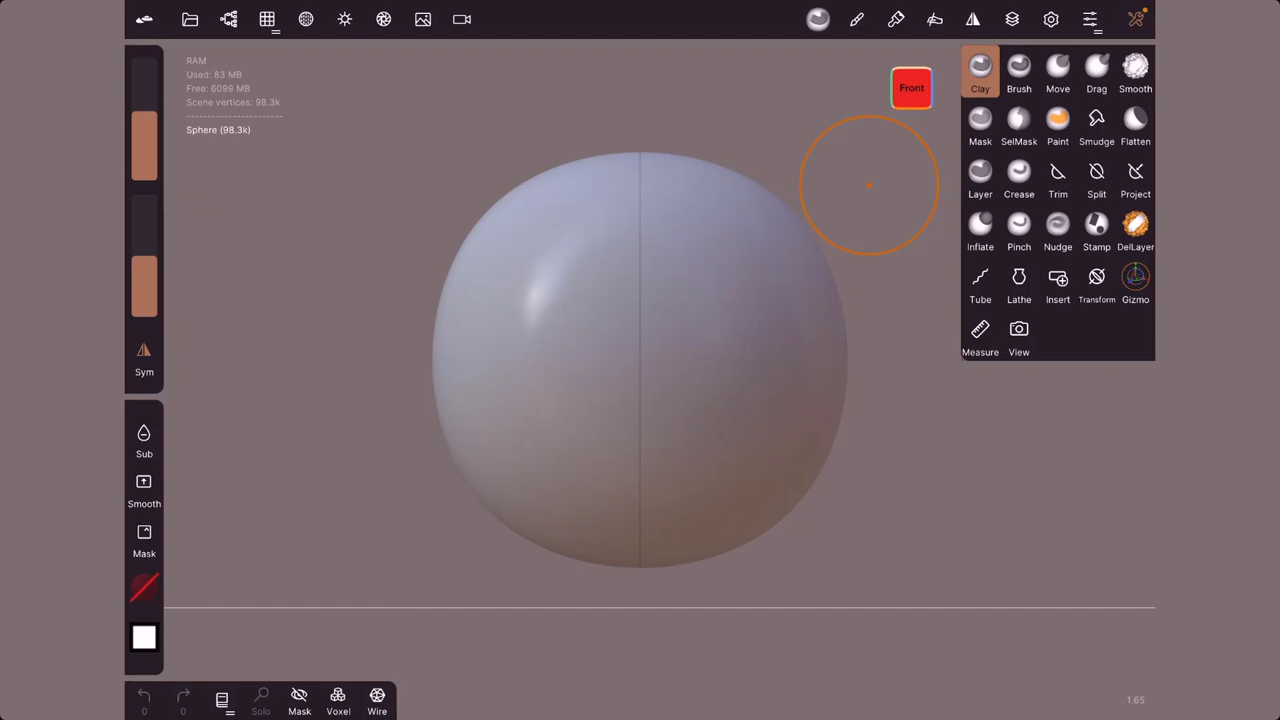 RAM
Used: 83 MB
Free: 6099 MB
Scene vertices: 98.3k
-----------------------
Sphere (98.3k)
Front
Clay Brush Move Drag Smooth
Mask SelMask Paint Smudge Flatten
Layer Crease Trim Split Project
Inflate Pinch Nudge Stamp DelLayer
Tube Lathe Insert Transform Gizmo
Measure View
Sym
Sub
Smooth
Mask
0 0 Solo Mask Voxel Wire
1.65